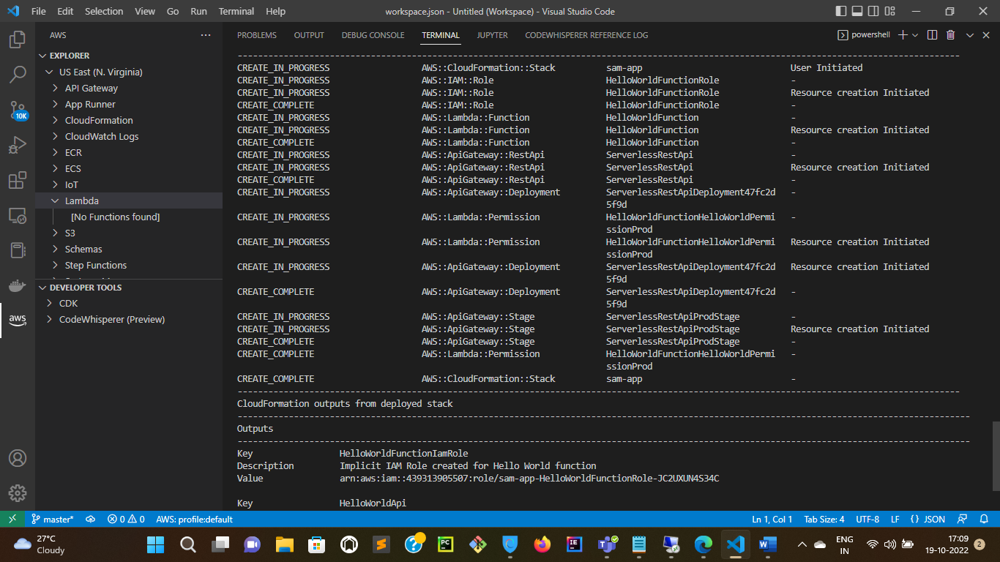 File Edit Selection View Go Run Terminal Help workspace.json - Untitled (Workspace) - Visual Studio Code
AWS ...
EXPLORER
US East (N. Virginia)
API Gateway
App Runner
CloudFormation
CloudWatch Logs
ECR
ECS
IoT
Lambda
[No Functions found]
S3
Schemas
Step Functions
DEVELOPER TOOLS
CDK
CodeWhisperer (Preview)
10K
aws
PROBLEMS OUTPUT DEBUG CONSOLE TERMINAL JUPYTER CODEWHISPERER REFERENCE LOG powershell
CREATE_IN_PROGRESS AWS::CloudFormation::Stack sam-app User Initiated
CREATE_IN_PROGRESS AWS::IAM::Role HelloWorldFunctionRole -
CREATE_IN_PROGRESS AWS::IAM::Role HelloWorldFunctionRole Resource creation Initiated
CREATE_COMPLETE AWS::IAM::Role HelloWorldFunctionRole -
CREATE_IN_PROGRESS AWS::Lambda::Function HelloWorldFunction -
CREATE_IN_PROGRESS AWS::Lambda::Function HelloWorldFunction Resource creation Initiated
CREATE_COMPLETE AWS::Lambda::Function HelloWorldFunction -
CREATE_IN_PROGRESS AWS::ApiGateway::RestApi ServerlessRestApi -
CREATE_IN_PROGRESS AWS::ApiGateway::RestApi ServerlessRestApi Resource creation Initiated
CREATE_COMPLETE AWS::ApiGateway::RestApi ServerlessRestApi -
CREATE_IN_PROGRESS AWS::ApiGateway::Deployment ServerlessRestApiDeployment47fc2d -
5f9d
CREATE_IN_PROGRESS AWS::Lambda::Permission HelloWorldFunctionHelloWorldPermi -
ssionProd
CREATE_IN_PROGRESS AWS::Lambda::Permission HelloWorldFunctionHelloWorldPermi Resource creation Initiated
ssionProd
CREATE_IN_PROGRESS AWS::ApiGateway::Deployment ServerlessRestApiDeployment47fc2d Resource creation Initiated
5f9d
CREATE_COMPLETE AWS::ApiGateway::Deployment ServerlessRestApiDeployment47fc2d -
5f9d
CREATE_IN_PROGRESS AWS::ApiGateway::Stage ServerlessRestApiProdStage -
CREATE_IN_PROGRESS AWS::ApiGateway::Stage ServerlessRestApiProdStage Resource creation Initiated
CREATE_COMPLETE AWS::ApiGateway::Stage ServerlessRestApiProdStage -
CREATE_COMPLETE AWS::Lambda::Permission HelloWorldFunctionHelloWorldPermi -
ssionProd
CREATE_COMPLETE AWS::CloudFormation::Stack sam-app -
CloudFormation outputs from deployed stack
Outputs
Key HelloWorldFunctionIamRole
Description Implicit IAM Role created for Hello World function
Value arn:aws:iam::439313905507:role/sam-app-HelloWorldFunctionRole-JC2UXUN4S34C
Key HelloWorldApi
master* 0 0 AWS: profile:default Ln 1, Col 1 Tab Size: 4 UTF-8 LF {} JSON
27°C
Cloudy
PC
IE
ENG
IN
17:09
19-10-2022
2